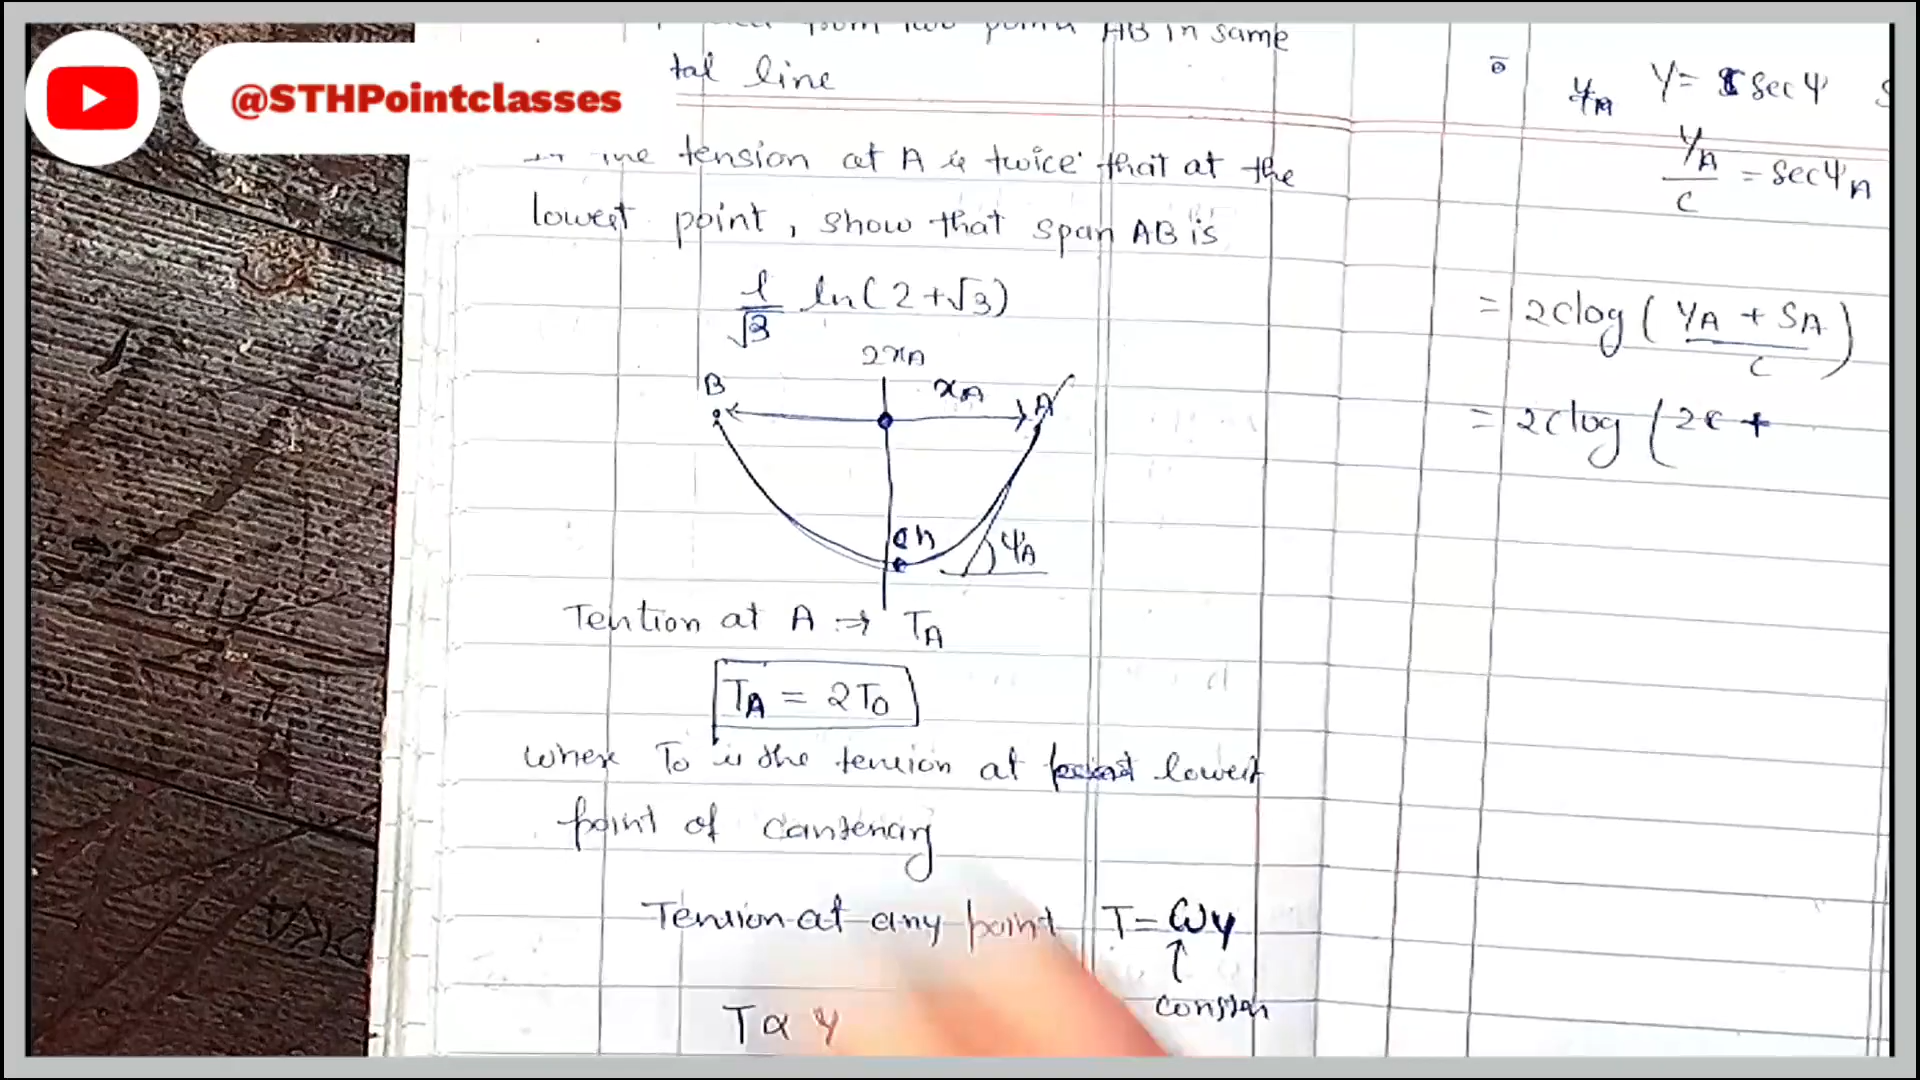 @STHPointclasses
two points AB in same
tal line
tension at A is twice that at the
lowest point, show that span AB is
l/√3 ln(2+√3)
2xA
B xA A
ψA
Tention at A ⇒ TA
TA = 2T0
where T0 is the tension at lowest
point of cantenary
Tension at any point T = ωy
↑
T α y
yA y = sec ψ
yA/c = sec ψA
= 2c log ( yA + SA / c )
= 2c log ( 2c +